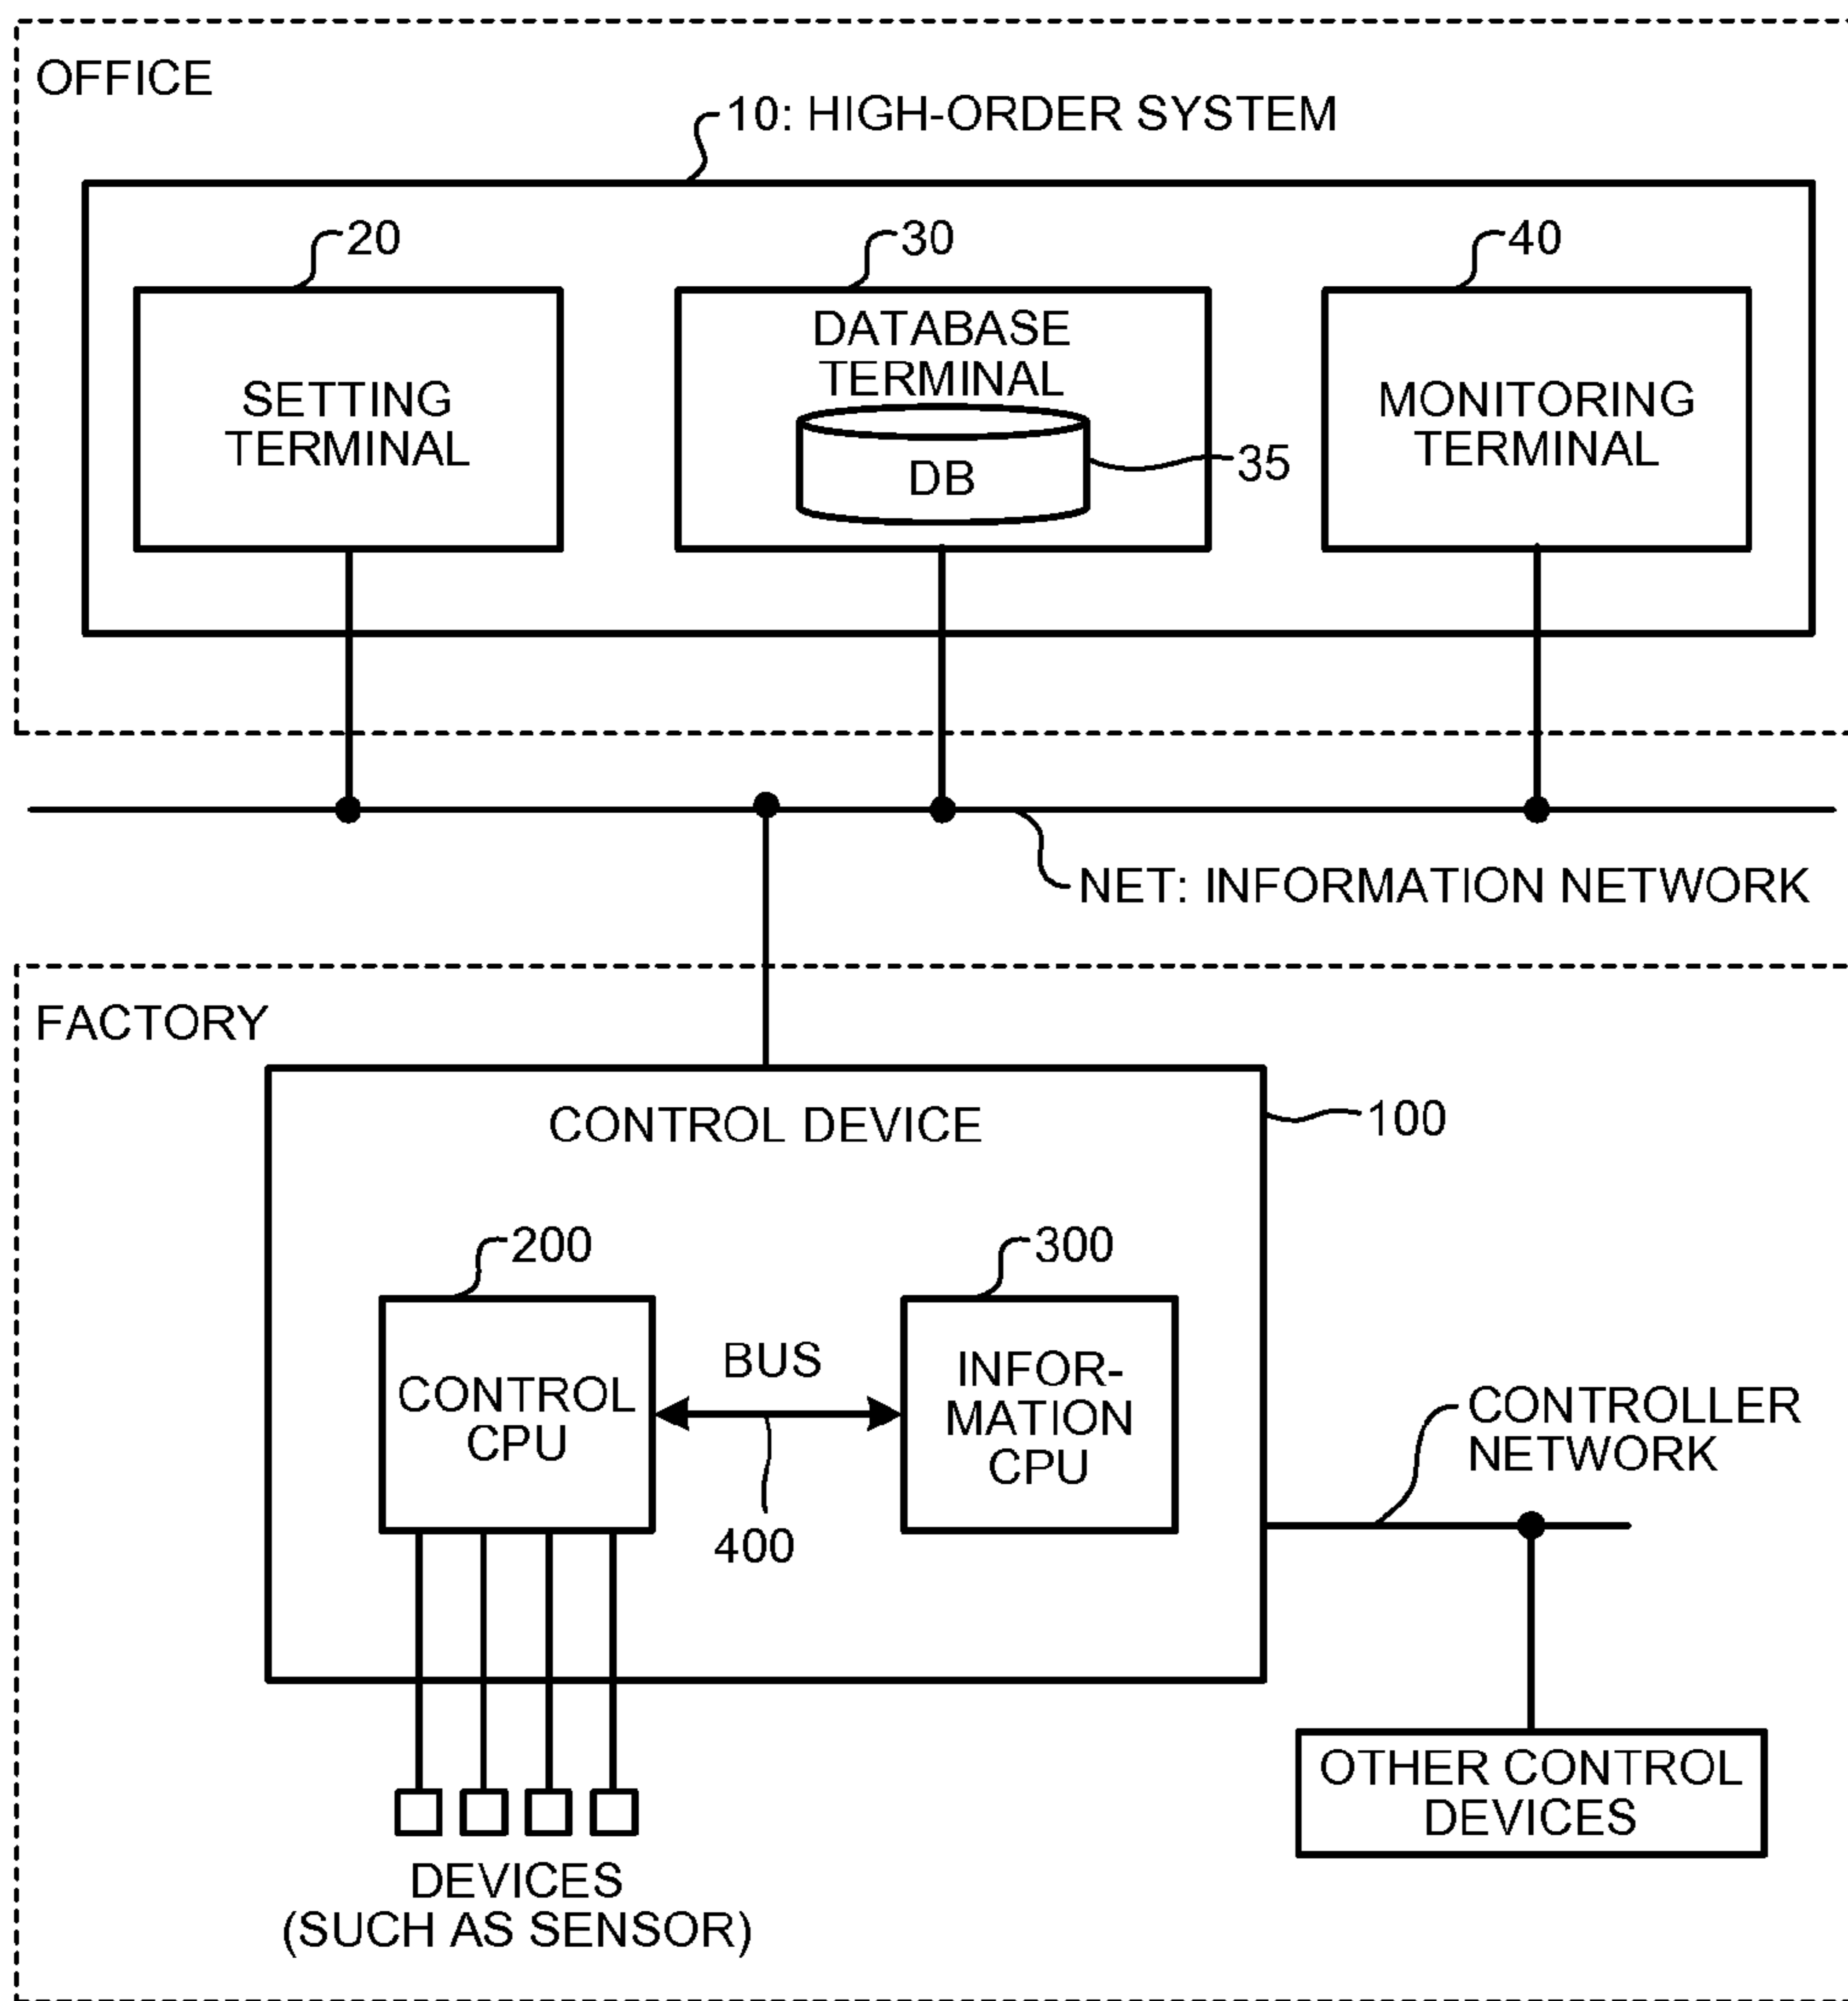 OFFICE
10: HIGH-ORDER SYSTEM
20
30
40
SETTING
TERMINAL
DATABASE
TERMINAL
DB
35
MONITORING
TERMINAL
NET: INFORMATION NETWORK
FACTORY
CONTROL DEVICE
100
200
300
CONTROL
CPU
BUS
400
INFOR-
MATION
CPU
CONTROLLER
NETWORK
OTHER CONTROL
DEVICES
DEVICES
(SUCH AS SENSOR)